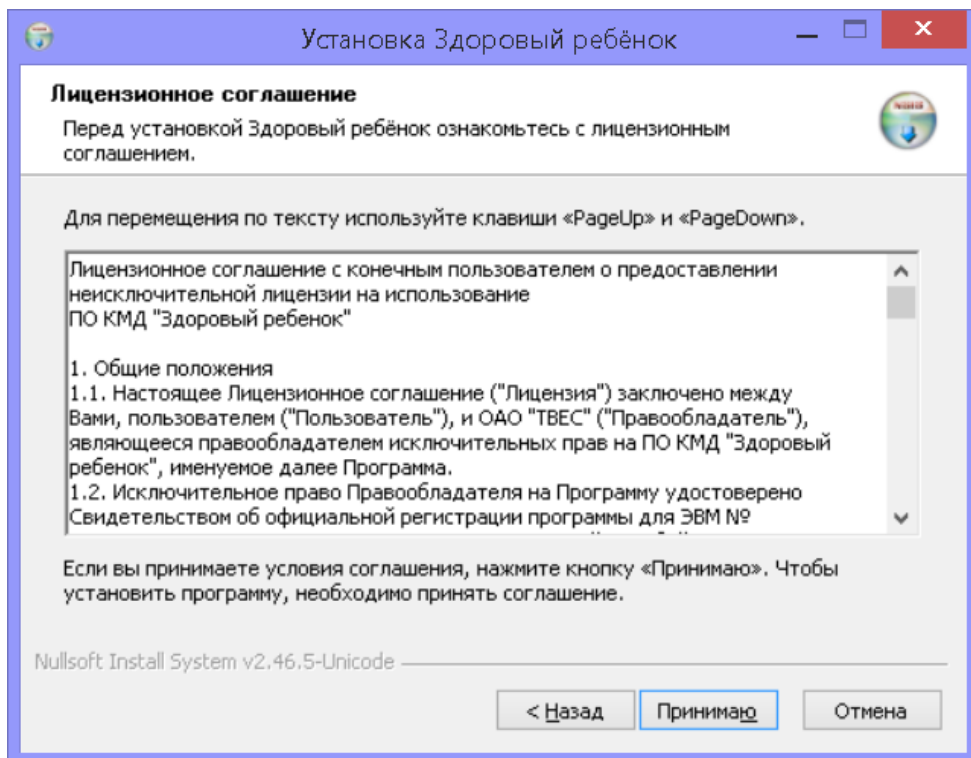 Установка Здоровый ребёнок
Лицензионное соглашение
Перед установкой Здоровый ребёнок ознакомьтесь с лицензионным
соглашением.
Для перемещения по тексту используйте клавиши «PageUp» и «PageDown».
Лицензионное соглашение с конечным пользователем о предоставлении
неисключительной лицензии на использование
ПО КМД "Здоровый ребенок"
1. Общие положения
1.1. Настоящее Лицензионное соглашение ("Лицензия") заключено между
Вами, пользователем ("Пользователь"), и ОАО "ТВЕС" ("Правообладатель"),
являющееся правообладателем исключительных прав на ПО КМД "Здоровый
ребенок", именуемое далее Программа.
1.2. Исключительное право Правообладателя на Программу удостоверено
Свидетельством об официальной регистрации программы для ЭВМ №
Если вы принимаете условия соглашения, нажмите кнопку «Принимаю». Чтобы
установить программу, необходимо принять соглашение.
Nullsoft Install System v2.46.5-Unicode
< Назад Принимаю Отмена